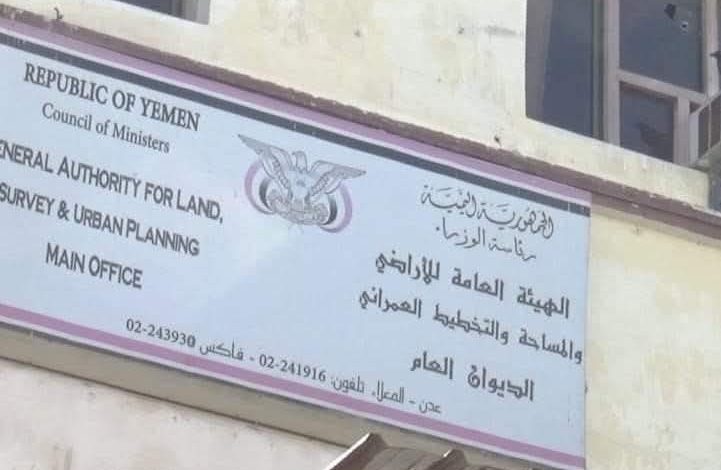 REPUBLIC OF YEMEN
Council of Ministers
ENERAL AUTHORITY FOR LAND,
SURVEY & URBAN PLANNING
MAIN OFFICE
الجمهورية اليمنية
رئاسة الوزراء
الهيئة العامة للأراضي
والمساحة والتخطيط العمراني
الديوان العام
عدن - المعلا، تلفون: 02-241916 - فاكس 02-243930